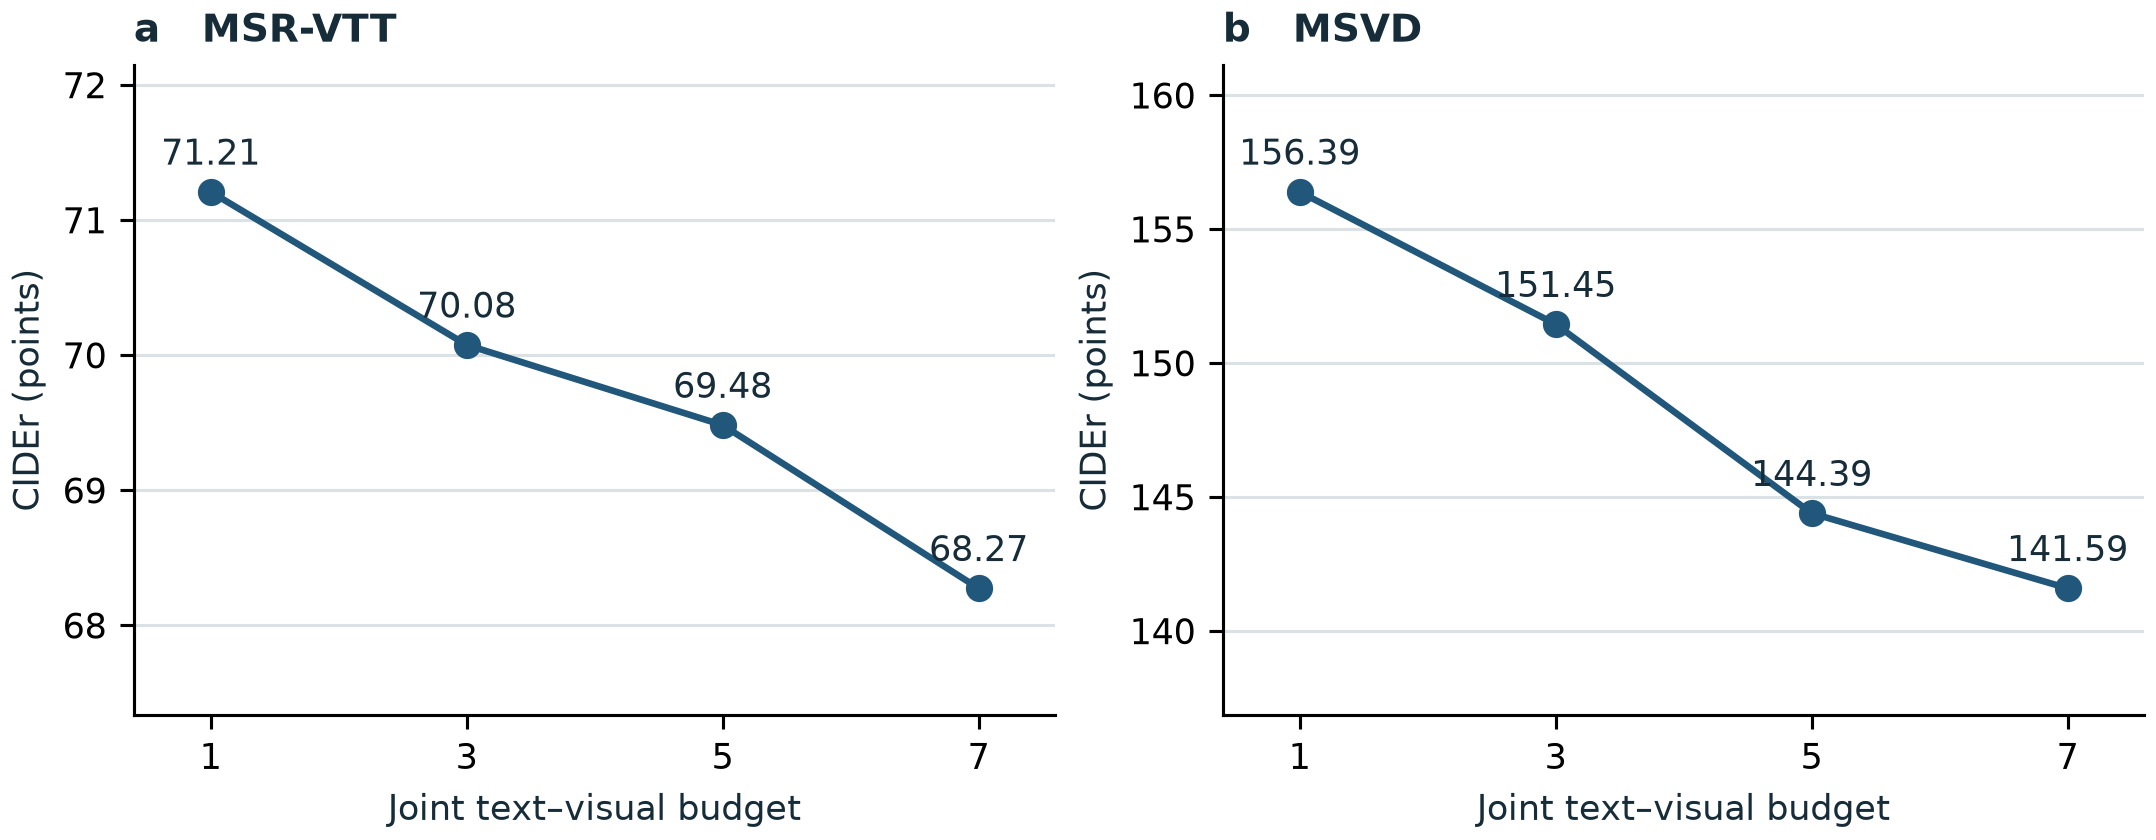 a MSR-VTT
CIDEr (points)
72
71
70
69
68
71.21
70.08
69.48
68.27
1 3 5 7
Joint text–visual budget
b MSVD
CIDEr (points)
160
155
150
145
140
156.39
151.45
144.39
141.59
1 3 5 7
Joint text–visual budget